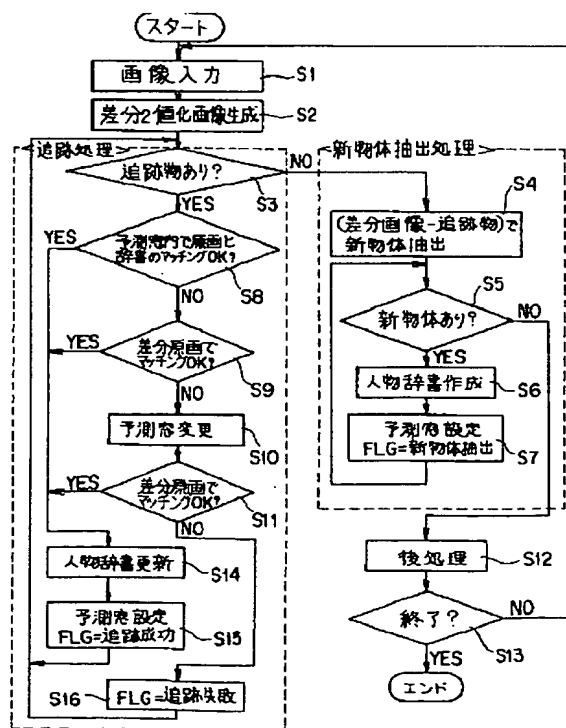 スタート
画像入力
S1
差分2値化画像生成
S2
追跡処理
追跡物あり?
NO
S3
YES
予測窓内で原画と
辞書のマッチングOK?
YES
S8
NO
差分原画で
マッチングOK?
YES
S9
NO
予測窓変更
S10
差分原画で
マッチングOK?
YES
S11
NO
人物辞書更新
S14
予測窓設定
FLG=追跡成功
S15
S16
FLG=追跡失敗
新物体抽出処理
S4
(差分画像-追跡物)で
新物体抽出
S5
新物体あり?
NO
YES
人物辞書作成
S6
予測窓設定
FLG=新物体抽出
S7
後処理
S12
終了?
NO
S13
YES
エンド